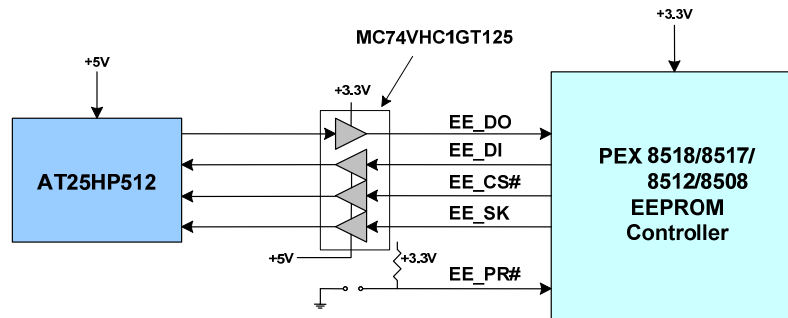 MC74VHC1GT125
+3.3V
+5V
+3.3V
EE_DO
EE_DI
EE_CS#
EE_SK
AT25HP512
PEX 8518/8517/
8512/8508
EEPROM
Controller
+5V
+3.3V
EE_PR#